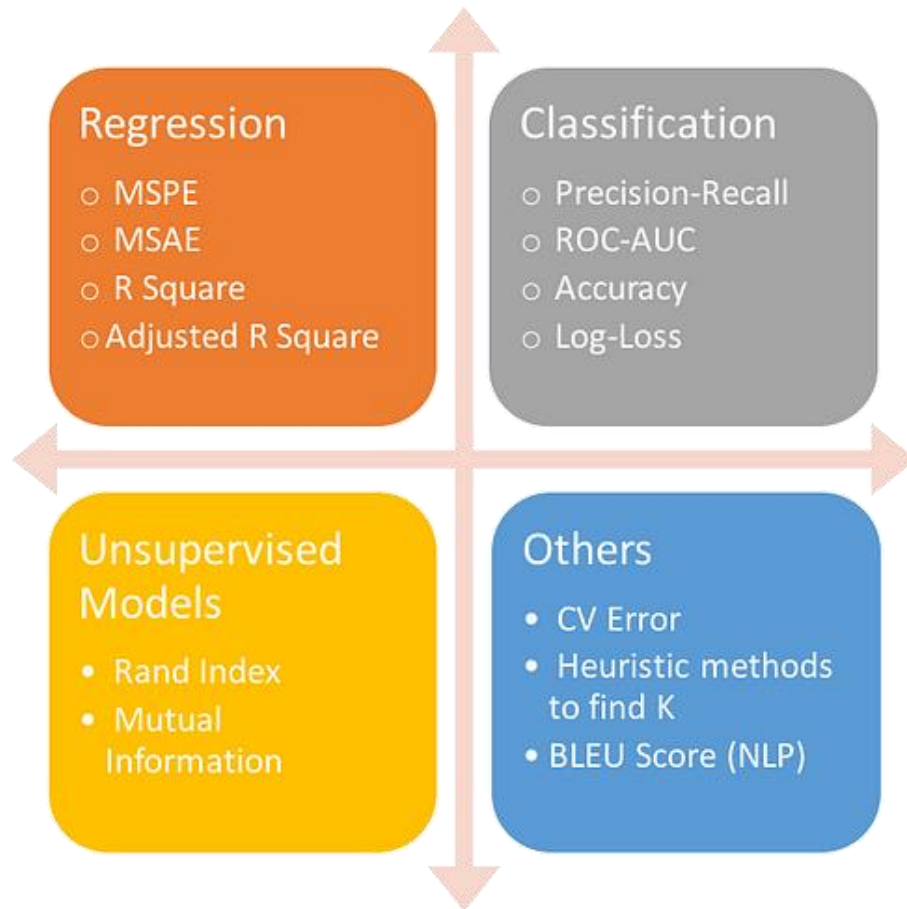 Regression
○ MSPE
○ MSAE
○ R Square
○ Adjusted R Square
Classification
○ Precision-Recall
○ ROC-AUC
○ Accuracy
○ Log-Loss
Unsupervised
Models
• Rand Index
• Mutual
Information
Others
• CV Error
• Heuristic methods
to find K
• BLEU Score (NLP)